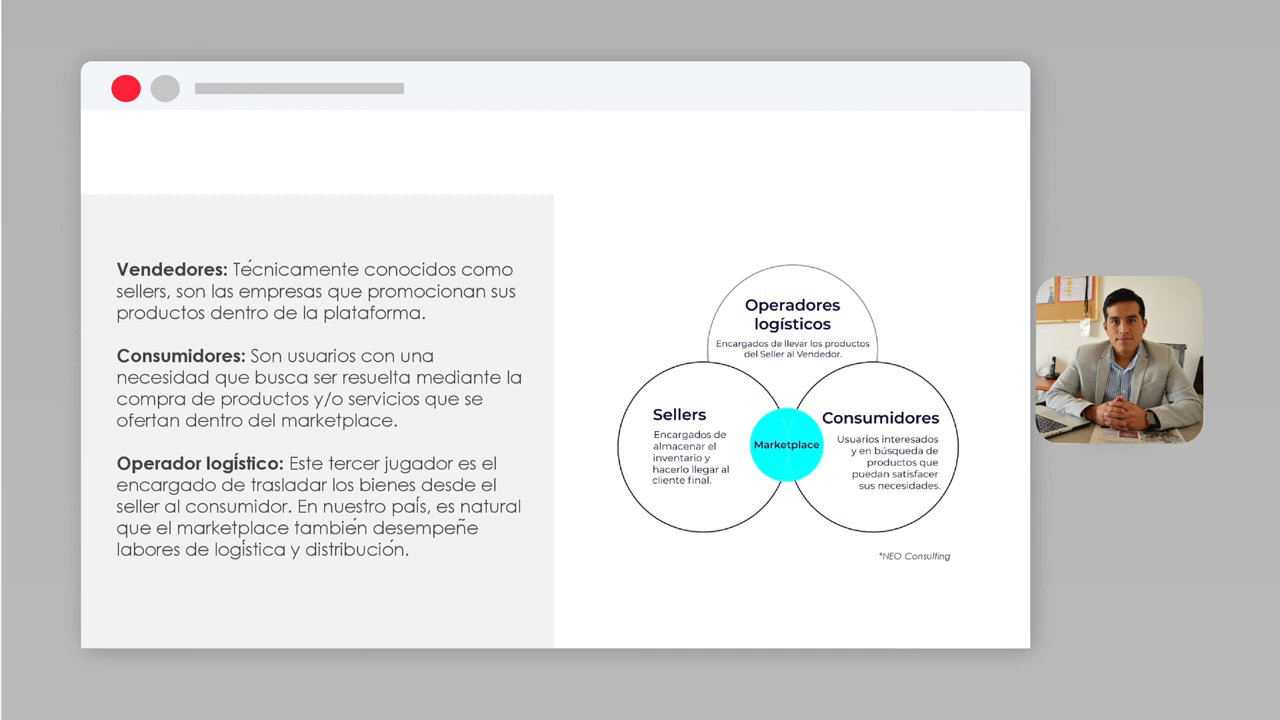 Vendedores: Técnicamente conocidos como
sellers, son las empresas que promocionan sus
productos dentro de la plataforma.
Consumidores: Son usuarios con una
necesidad que busca ser resuelta mediante la
compra de productos y/o servicios que se
ofertan dentro del marketplace.
Operador logístico: Este tercer jugador es el
encargado de trasladar los bienes desde el
seller al consumidor. En nuestro país, es natural
que el marketplace también desempeñe
labores de logística y distribución.
Operadores
logísticos
Encargados de llevar los productos
del Seller al Vendedor.
Sellers
Encargados de
almacenar el
inventario y
hacerlo llegar al
cliente final.
Marketplace
Consumidores
Usuarios interesados
y en búsqueda de
productos que
puedan satisfacer
sus necesidades.
*NEO Consulting